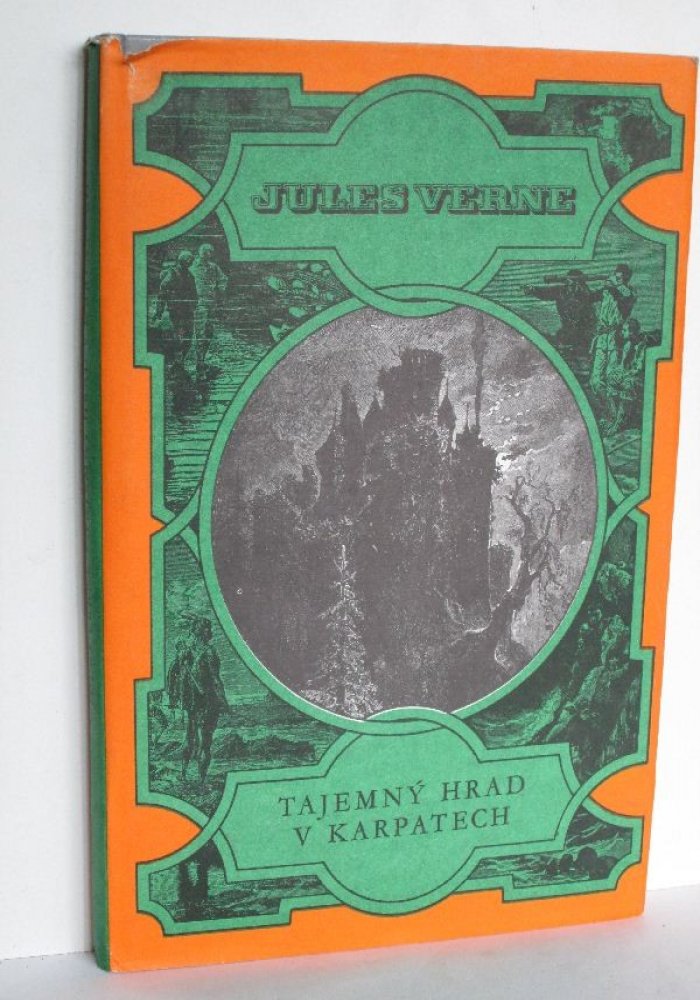 JULES VERNE
TAJEMNÝ HRAD
V KARPATECH